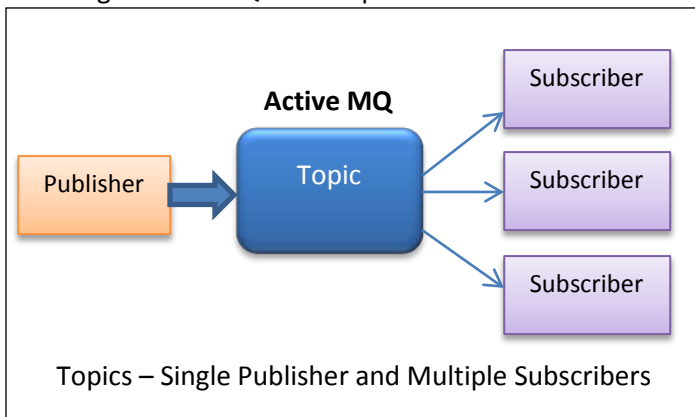 Active MQ
Publisher
Topic
Subscriber
Subscriber
Subscriber
Topics – Single Publisher and Multiple Subscribers